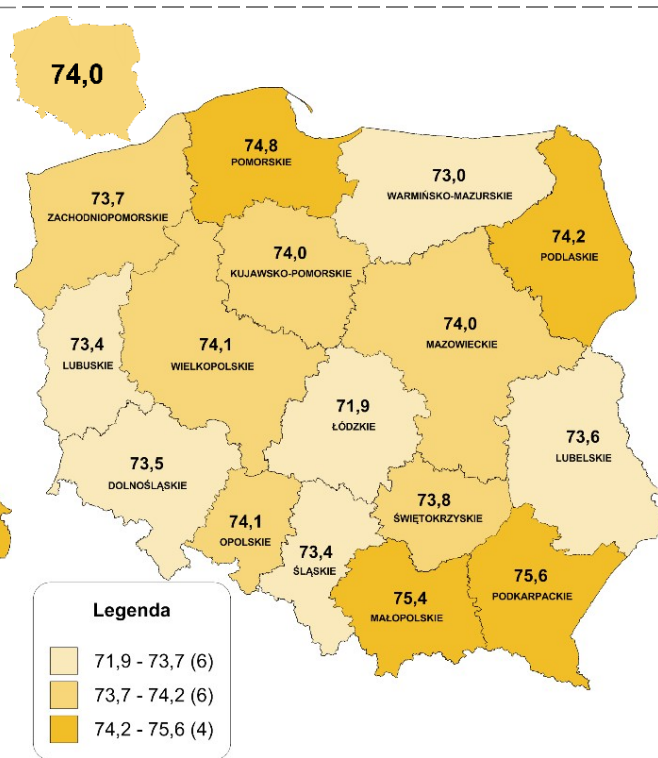 74,0
74,8
POMORSKIE
73,0
WARMIŃSKO-MAZURSKIE
73,7
ZACHODNIOPOMORSKIE
74,2
PODLASKIE
74,0
KUJAWSKO-POMORSKIE
74,0
MAZOWIECKIE
73,4
LUBUSKIE
74,1
WIELKOPOLSKIE
71,9
ŁÓDZKIE
73,6
LUBELSKIE
73,5
DOLNOŚLĄSKIE
73,8
ŚWIĘTOKRZYSKIE
74,1
OPOLSKIE
73,4
ŚLĄSKIE
75,6
PODKARPACKIE
75,4
MAŁOPOLSKIE
Legenda
71,9 - 73,7 (6)
73,7 - 74,2 (6)
74,2 - 75,6 (4)